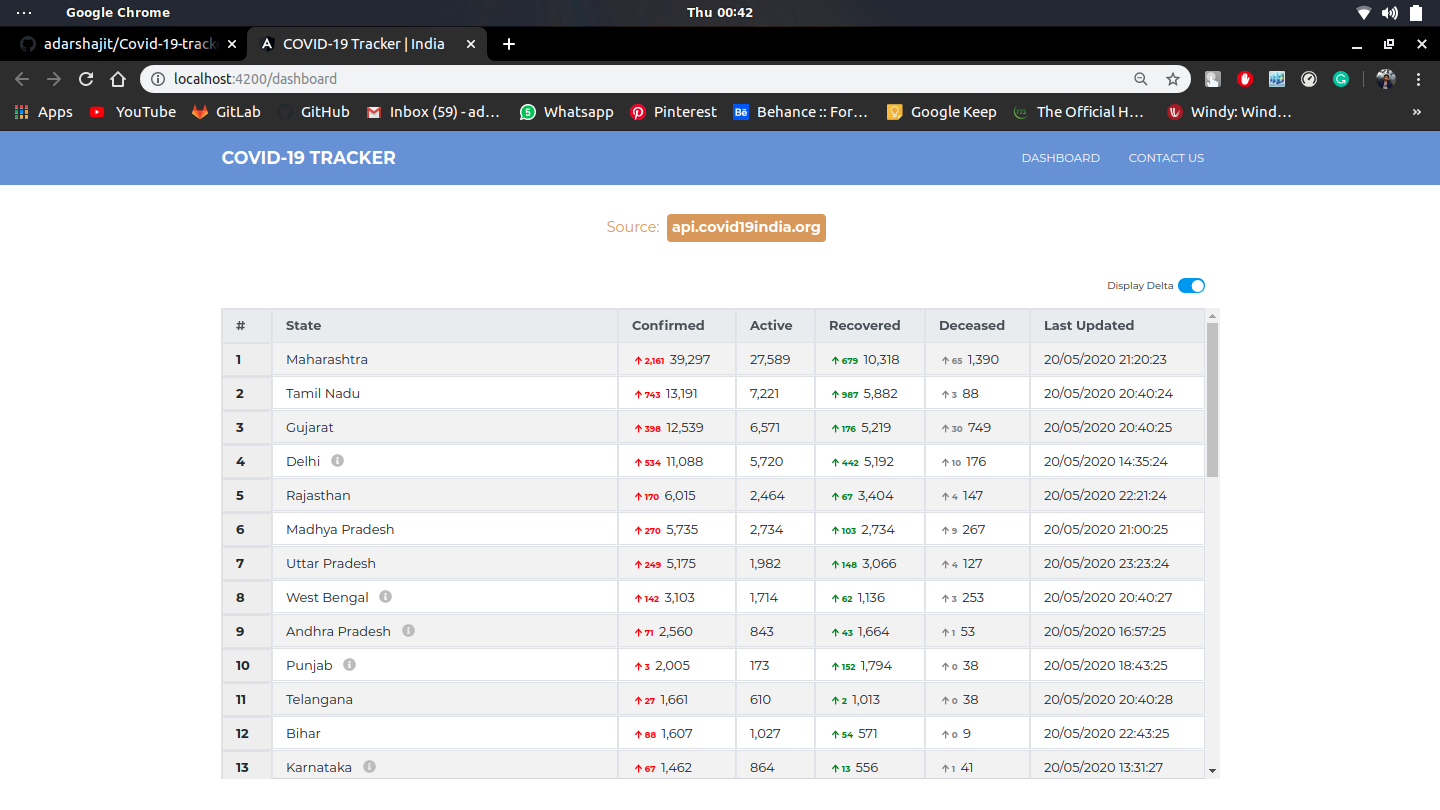 Google Chrome Thu 00:42
adarshajit/Covid-19-track COVID-19 Tracker | India
localhost:4200/dashboard
Apps YouTube GitLab GitHub Inbox (59) - ad… Whatsapp Pinterest Behance :: For… Google Keep The Official H… Windy: Wind… »
COVID-19 TRACKER DASHBOARD CONTACT US
Source: api.covid19india.org
Display Delta
# State Confirmed Active Recovered Deceased Last Updated
1 Maharashtra ↑ 2,161 39,297 27,589 ↑ 679 10,318 ↑ 65 1,390 20/05/2020 21:20:23
2 Tamil Nadu ↑ 743 13,191 7,221 ↑ 987 5,882 ↑ 3 88 20/05/2020 20:40:24
3 Gujarat ↑ 398 12,539 6,571 ↑ 176 5,219 ↑ 30 749 20/05/2020 20:40:25
4 Delhi ↑ 534 11,088 5,720 ↑ 442 5,192 ↑ 10 176 20/05/2020 14:35:24
5 Rajasthan ↑ 170 6,015 2,464 ↑ 67 3,404 ↑ 4 147 20/05/2020 22:21:24
6 Madhya Pradesh ↑ 270 5,735 2,734 ↑ 103 2,734 ↑ 9 267 20/05/2020 21:00:25
7 Uttar Pradesh ↑ 249 5,175 1,982 ↑ 148 3,066 ↑ 4 127 20/05/2020 23:23:24
8 West Bengal ↑ 142 3,103 1,714 ↑ 62 1,136 ↑ 3 253 20/05/2020 20:40:27
9 Andhra Pradesh ↑ 71 2,560 843 ↑ 43 1,664 ↑ 1 53 20/05/2020 16:57:25
10 Punjab ↑ 3 2,005 173 ↑ 152 1,794 ↑ 0 38 20/05/2020 18:43:25
11 Telangana ↑ 27 1,661 610 ↑ 2 1,013 ↑ 0 38 20/05/2020 20:40:28
12 Bihar ↑ 88 1,607 1,027 ↑ 54 571 ↑ 0 9 20/05/2020 22:43:25
13 Karnataka ↑ 67 1,462 864 ↑ 13 556 ↑ 1 41 20/05/2020 13:31:27